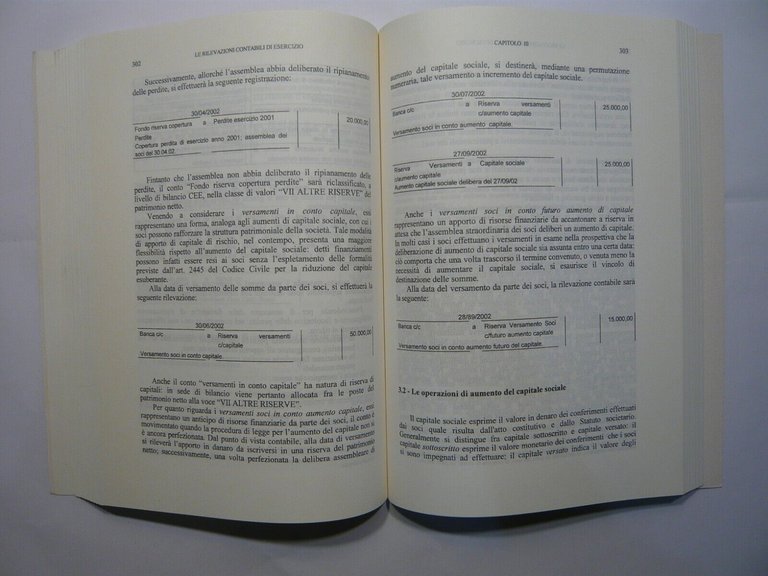 302
LE RILEVAZIONI CONTABILI DI ESERCIZIO
Successivamente, allorché l'assemblea abbia deliberato il ripianamento
delle perdite, si effettuerà la seguente registrazione:
30/04/2002
Fondo riserva copertura a Perdite esercizio 2001 20.000,00
Perdite
Copertura perdita di esercizio anno 2001; assemblea dei
soci del 30.04.02
Fintanto che l'assemblea non abbia deliberato il ripianamento delle
perdite, il conto "Fondo riserva copertura perdite" sarà riclassificato, a
livello di bilancio CEE, nella classe di valori "VII ALTRE RISERVE" del
patrimonio netto.
Venendo a considerare i versamenti in conto capitale, essi
rappresentano una forma, analoga agli aumenti di capitale sociale, con cui i
soci possono rafforzare la struttura patrimoniale della società. Tale modalità
di apporto di capitale di rischio, nel contempo, presenta una maggiore
flessibilità rispetto all'aumento del capitale sociale: detti finanziamenti
possono infatti essere resi ai soci senza l'espletamento delle formalità
previste dall'art. 2445 del Codice Civile per la riduzione del capitale
esuberante.
Alla data di versamento delle somme da parte dei soci, si effettuerà la
seguente rilevazione:
30/06/2002
Banca c/c a Riserva versamenti 50.000,00
c/capitale
Versamento soci in conto capitale
Anche il conto "versamenti in conto capitale" ha natura di riserva di
capitali: in sede di bilancio viene pertanto allocata fra le poste del
patrimonio netto alla voce "VII ALTRE RISERVE".
Per quanto riguarda i versamenti soci in conto aumento capitale, essi
rappresentano un anticipo di risorse finanziarie da parte dei soci, il conto è
movimentato quando la procedura di legge per l'aumento del capitale non si
è ancora perfezionata. Dal punto di vista contabile, alla data di versamento
si rileverà l'apporto in danaro da iscriversi in una riserva del patrimonio
netto; successivamente, una volta perfezionata la delibera assembleare di
CAPITOLO III
303
aumento del capitale sociale, si destinerà, mediante una permutazione
numeraria, tale versamento a incremento del capitale sociale.
30/07/2002
Banca c/c a Riserva versamenti 25.000,00
c/aumento capitale
Versamento soci in conto aumento capitale.
27/09/2002
Riserva Versamenti a Capitale sociale 25.000,00
c/aumento capitale
Aumento capitale sociale delibera del 27/09/02
Anche i versamenti soci in conto futuro aumento di capitale
rappresentano un apporto di risorse finanziarie da accantonare a riserva in
attesa che l'assemblea straordinaria dei soci deliberi un aumento di capitale.
In molti casi i soci effettuano i versamenti in esame nella prospettiva che la
deliberazione di aumento di capitale sociale sia assunta entro una certa data:
ciò comporta che una volta trascorso il termine convenuto, o venuta meno la
necessità di aumentare il capitale sociale, si esaurisce il vincolo di
destinazione delle somme.
Alla data del versamento da parte dei soci, la rilevazione contabile sarà
la seguente:
28/89/2002
Banca c/c a Riserva Versamento Soci 15.000,00
c/futuro aumento capitale
Versamento soci in conto aumento futuro del capitale.
3.2 - Le operazioni di aumento del capitale sociale
Il capitale sociale esprime il valore in denaro dei conferimenti effettuati
dai soci quale risulta dall'atto costitutivo e dallo Statuto societario.
Generalmente si distingue fra capitale sottoscritto e capitale versato: il
capitale sottoscritto esprime il valore monetario dei conferimenti che i soci
si sono impegnati ad effettuare; il capitale versato indica il valore degli